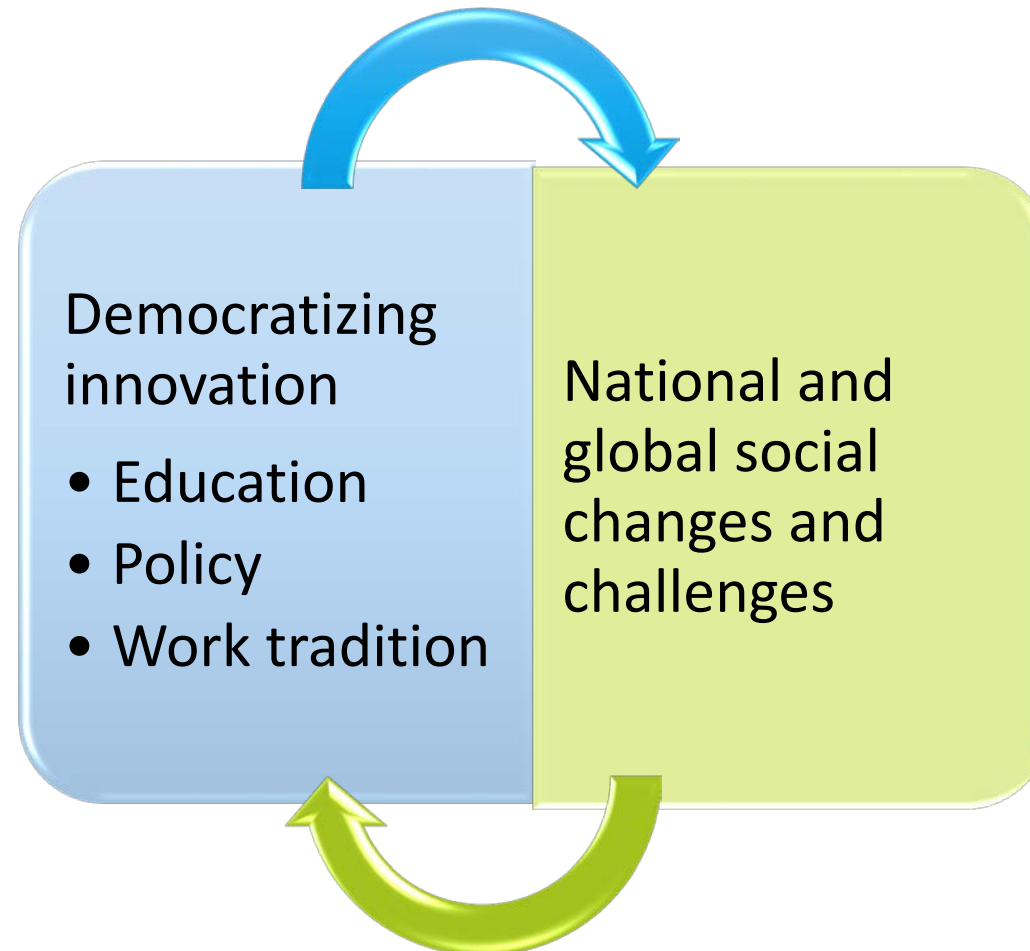 Democratizing
innovation
• Education
• Policy
• Work tradition
National and
global social
changes and
challenges